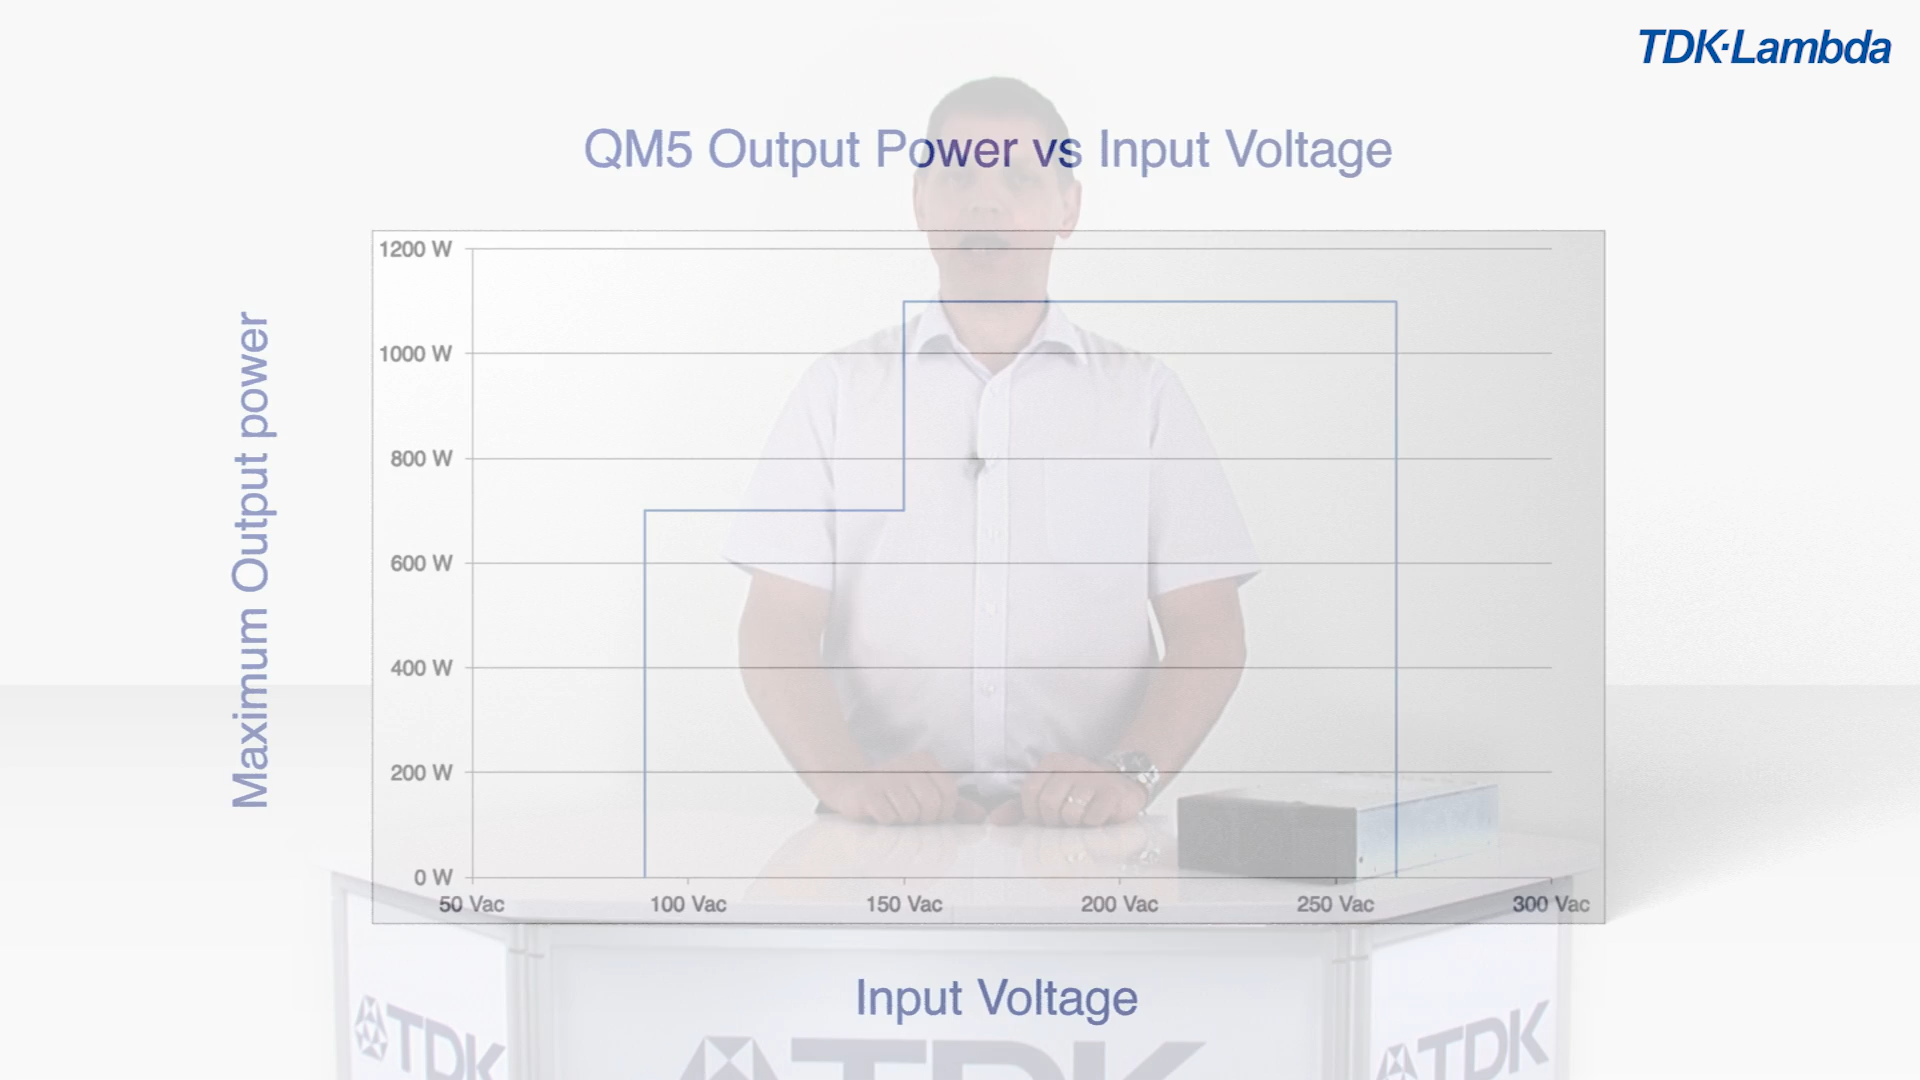 TDK·Lambda
QM5 Output Power vs Input Voltage
Maximum Output power
1200 W
1000 W
800 W
600 W
400 W
200 W
0 W
50 Vac 100 Vac 150 Vac 200 Vac 250 Vac 300 Vac
Input Voltage
TDK
TDK
TDK